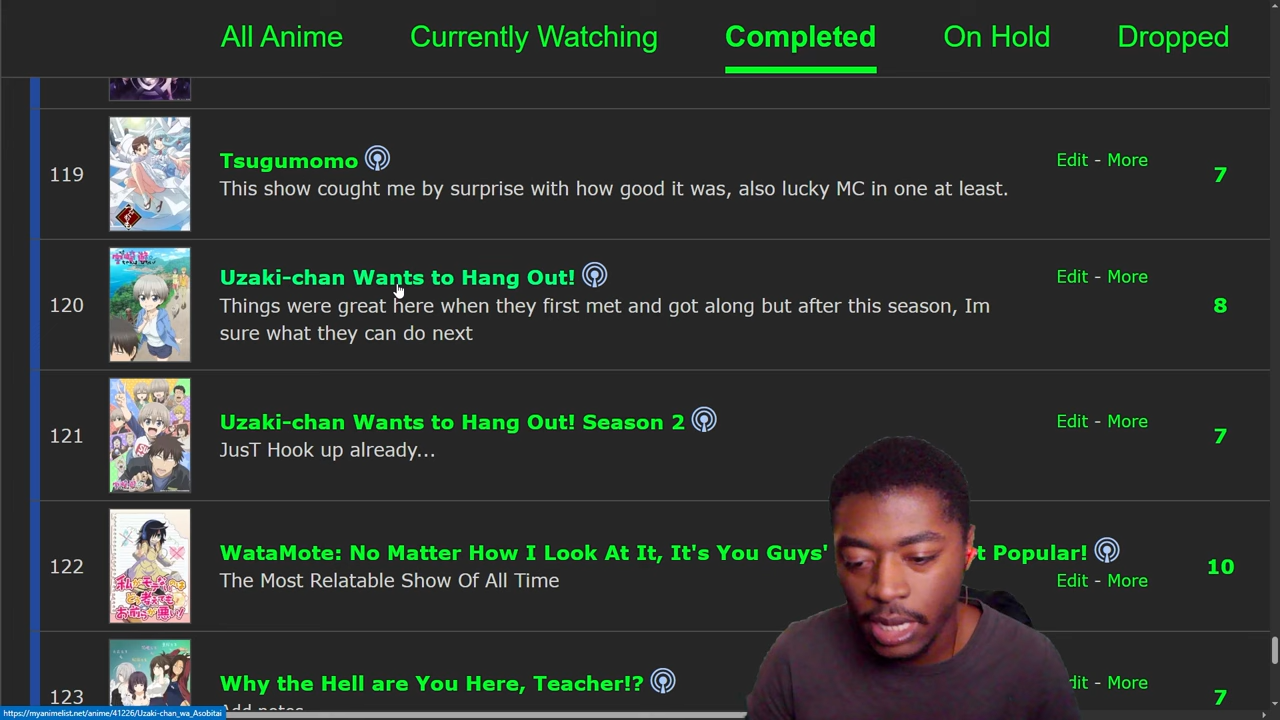 All Anime Currently Watching Completed On Hold Dropped
119 Tsugumomo Edit - More 7
This show cought me by surprise with how good it was, also lucky MC in one at least.
120 Uzaki-chan Wants to Hang Out! Edit - More 8
Things were great here when they first met and got along but after this season, Im
sure what they can do next
121 Uzaki-chan Wants to Hang Out! Season 2 Edit - More 7
JusT Hook up already...
122 WataMote: No Matter How I Look At It, It's You Guys' Popular! 10
The Most Relatable Show Of All Time Edit - More
123 Why the Hell are You Here, Teacher!? More 7
Add notes
https://myanimelist.net/anime/41226/Uzaki-chan_wa_Asobitai